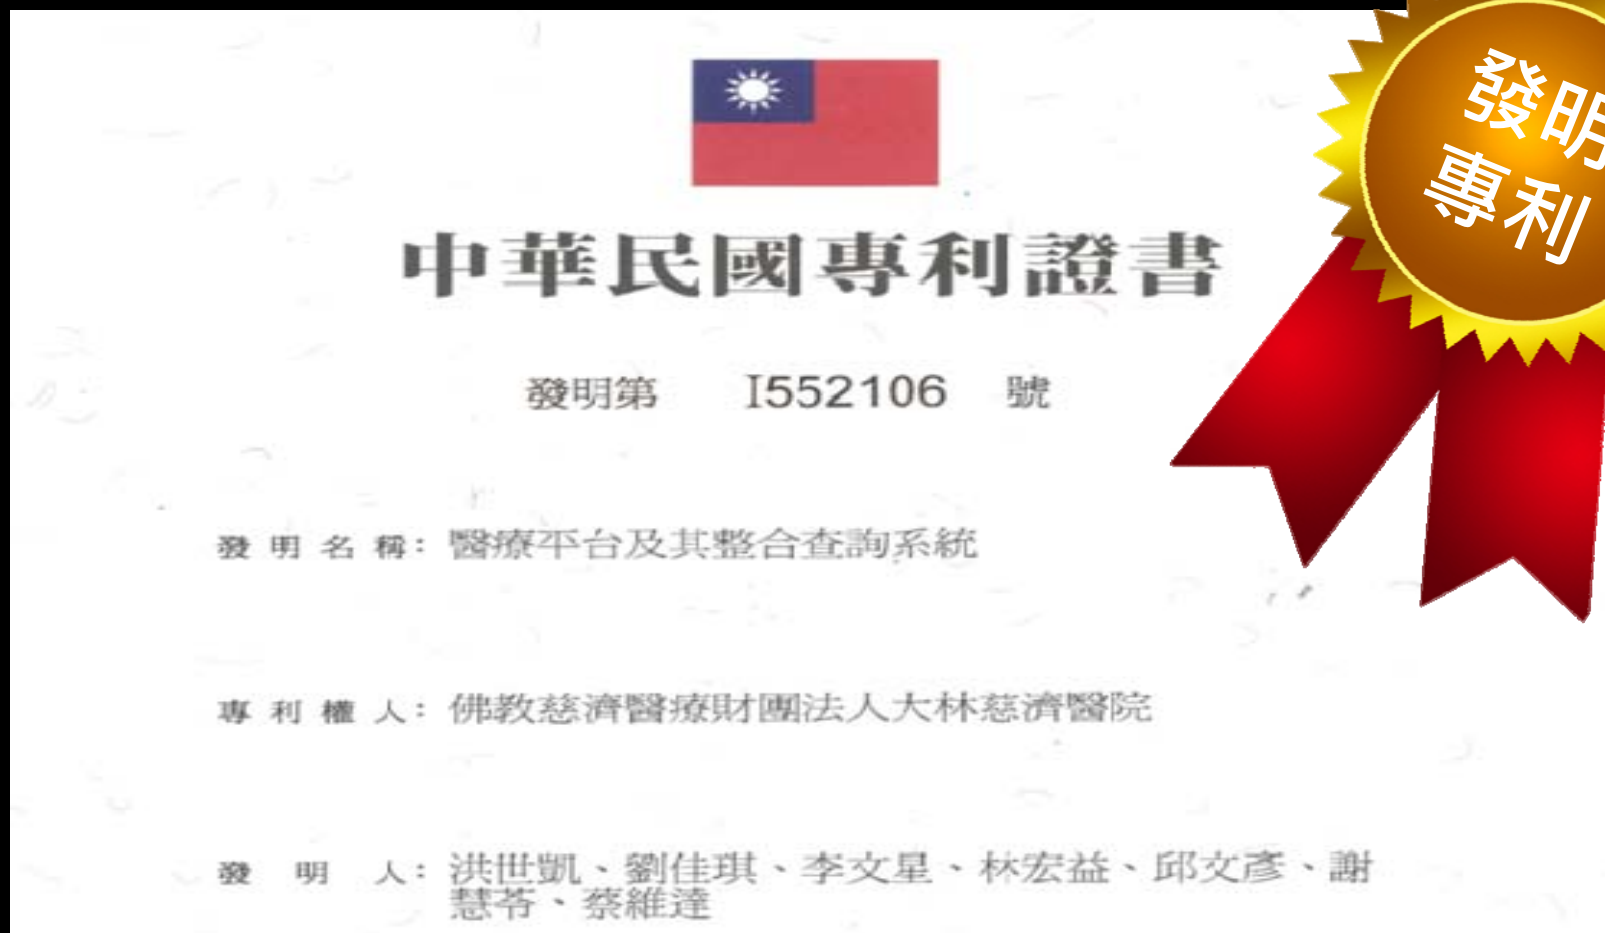 發明
專利
中華民國專利證書
發明第 I552106 號
發明名稱：醫療平台及其整合查詢系統
專利權人：佛教慈濟醫療財團法人大林慈濟醫院
發明人：洪世凱、劉佳琪、李文星、林宏益、邱文彥、謝
慧苓、蔡維達